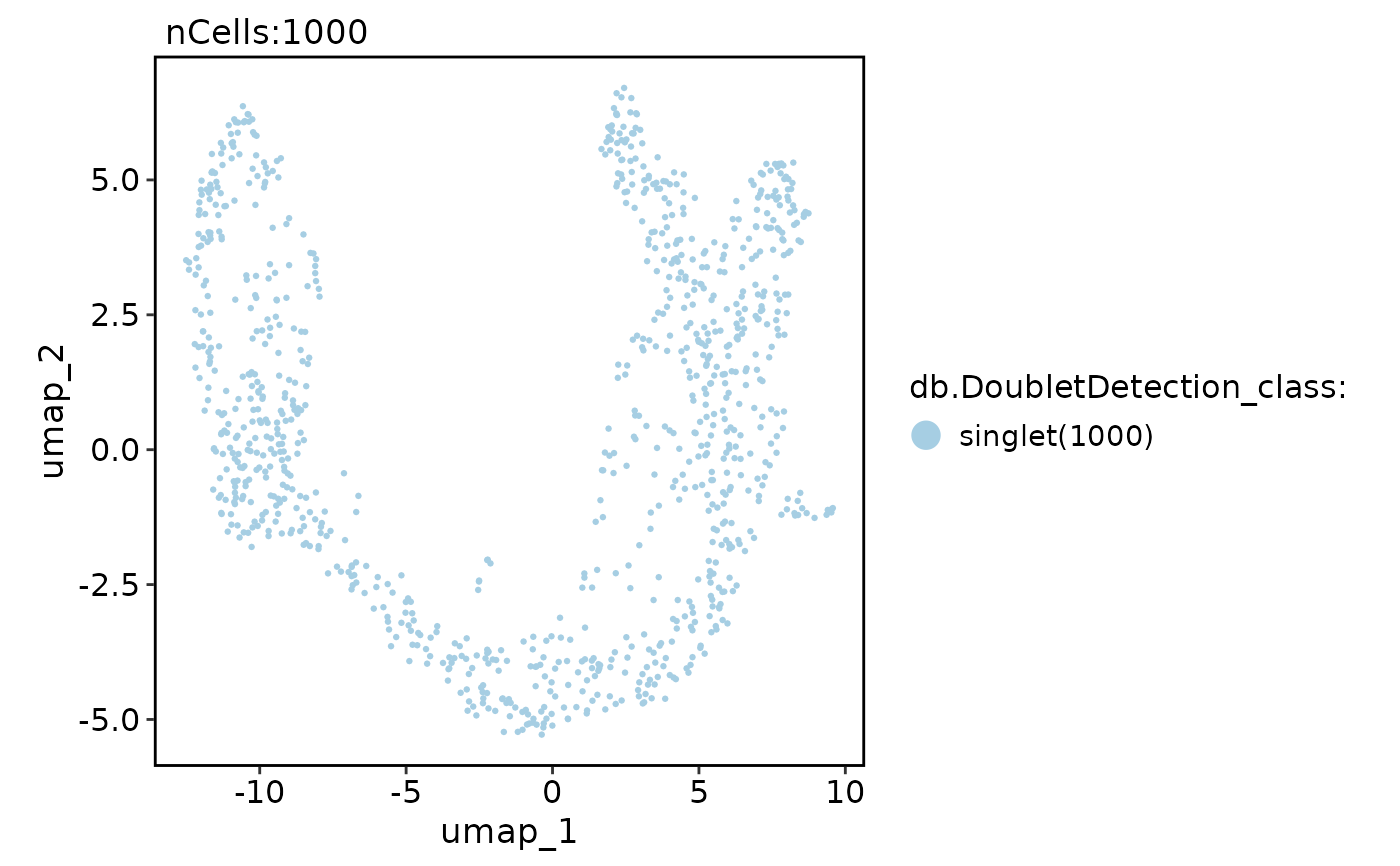 nCells:1000
5.0
2.5
0.0
-2.5
-5.0
umap_2
-10 -5 0 5 10
umap_1
db.DoubletDetection_class:
singlet(1000)